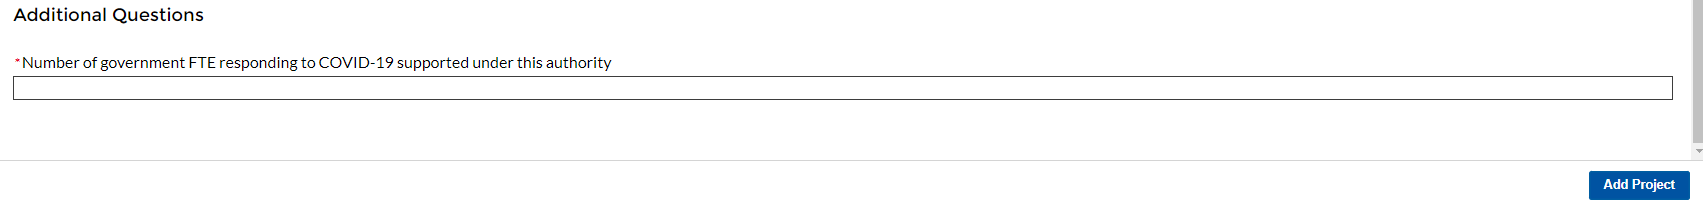 Additional Questions
*Number of government FTE responding to COVID-19 supported under this authority
Add Project